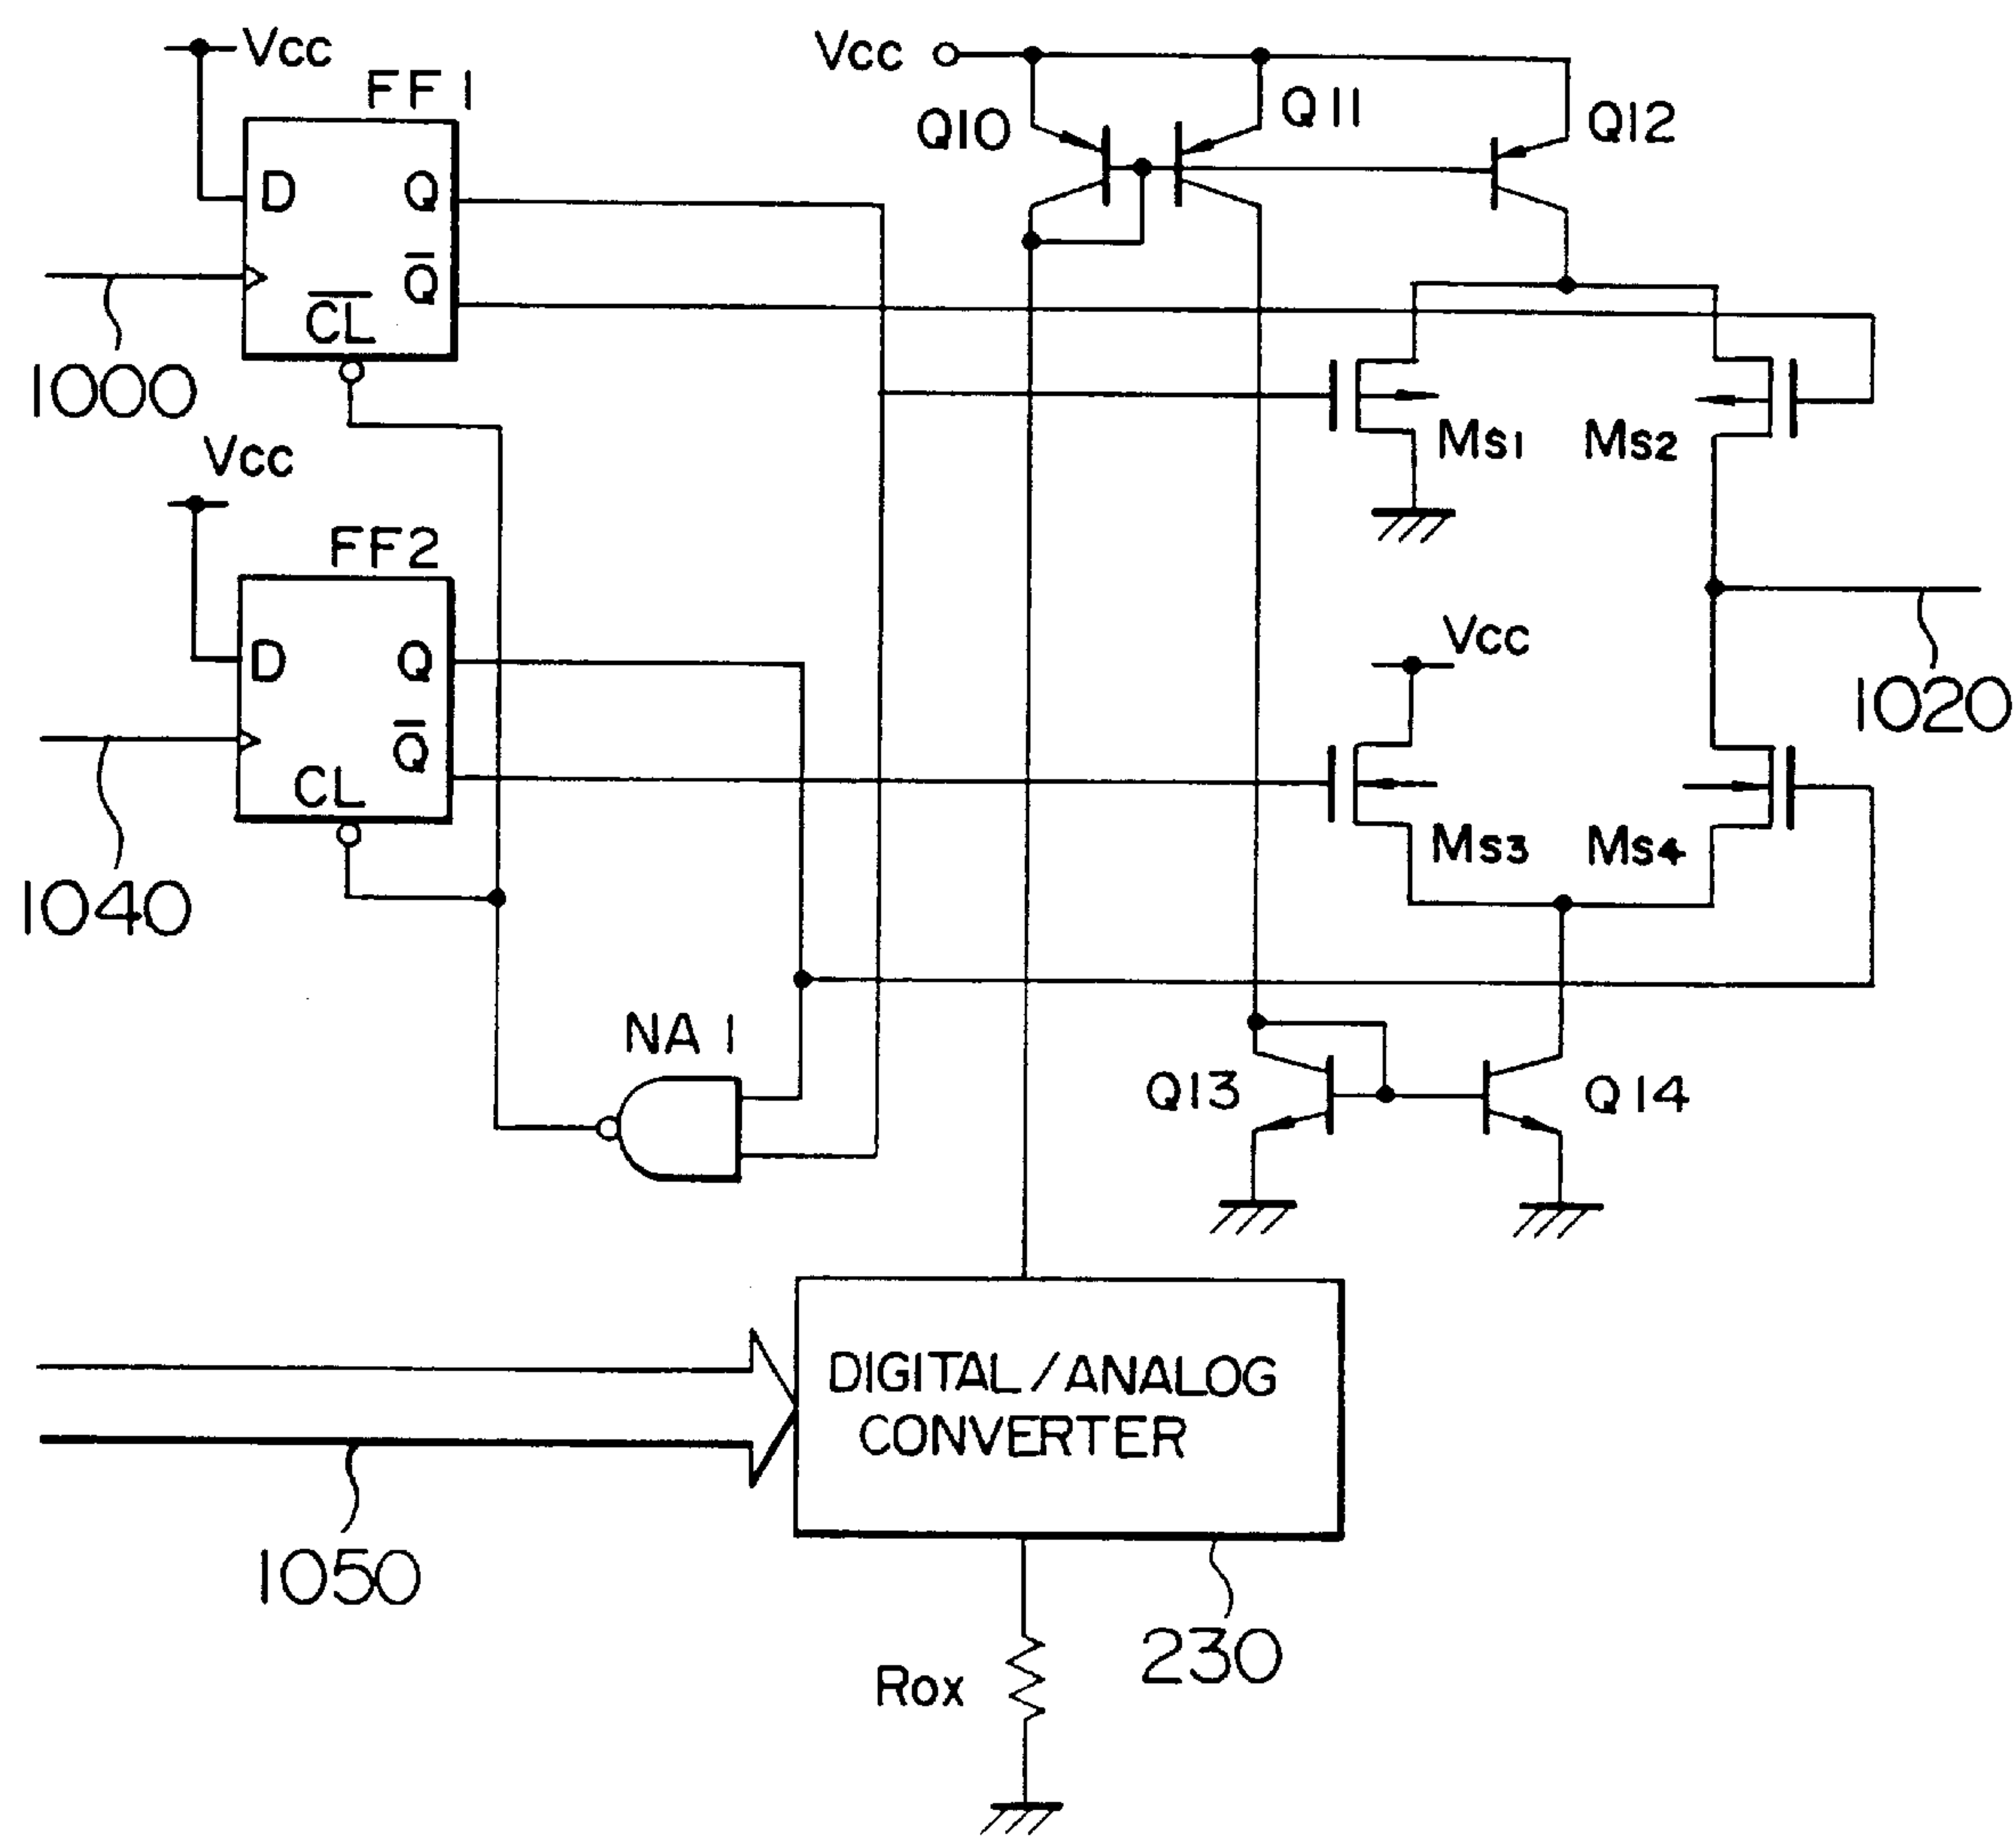 Vcc
FF1
D
Q
Q̅
C̅L̅
1000
Vcc
Q10
Q11
Q12
Ms1
Ms2
Vcc
FF2
D
Q
Q̅
CL
1040
Vcc
1020
Ms3
Ms4
NA1
Q13
Q14
DIGITAL/ANALOG
CONVERTER
1050
230
Rox